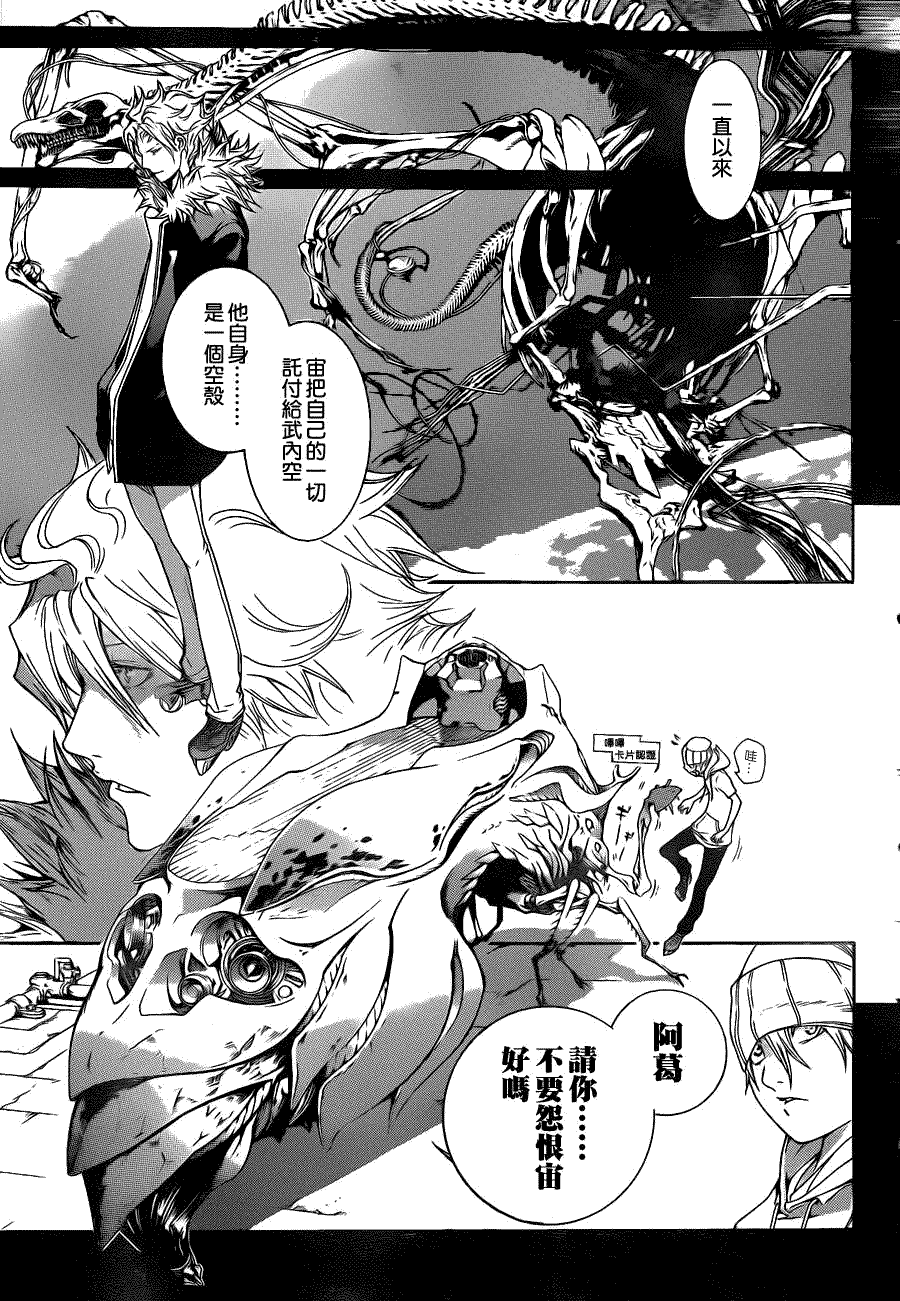 一直以來
宙把自己的一切
託付給武內空
他自身……
是一個空殼
嗶嗶
卡片認證
哇…
阿葛
請你……
不要怨恨宙
好嗎